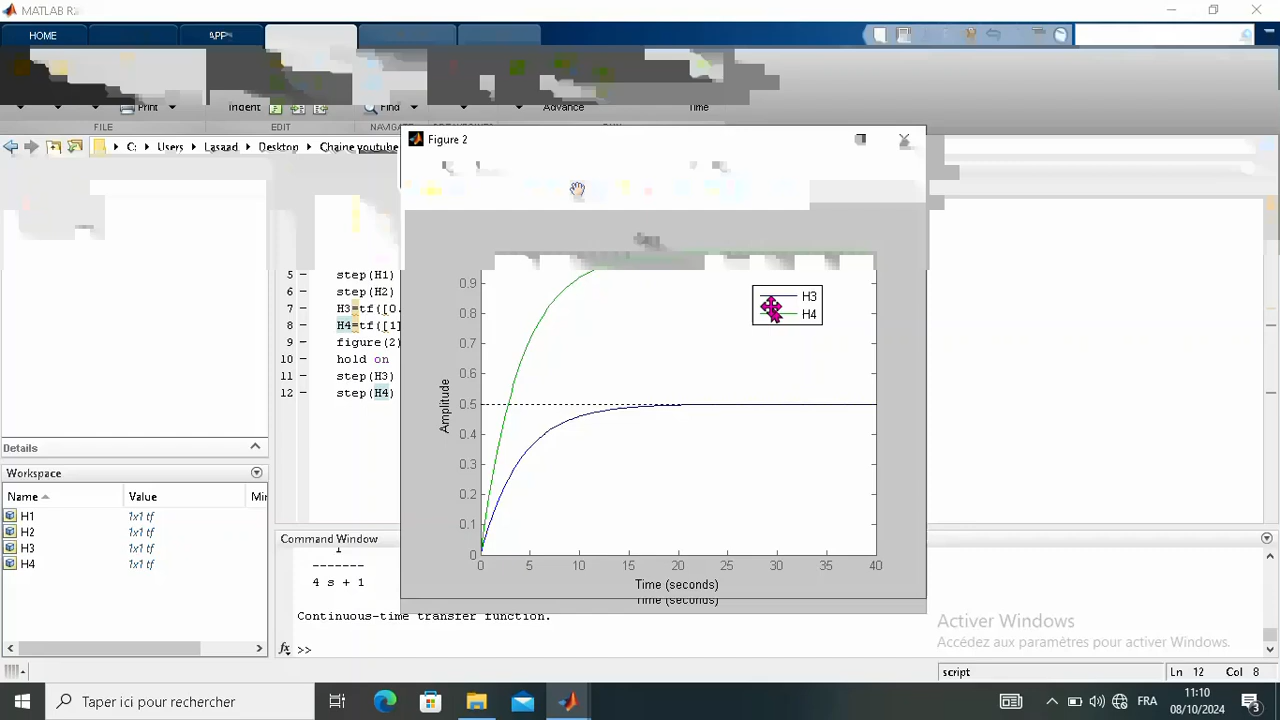 MATLAB R2
HOME
APP
Print
Indent
Find
Advance
Time
FILE
EDIT
NAVIGATE
C: Users Lasaad Desktop Chaine youtube
Figure 2
5 step(H1)
6 step(H2)
7 H3=tf([0.
8 H4=tf([1]
9 figure(2)
10 hold on
11 step(H3)
12 step(H4)
H3
H4
Amplitude
0.9
0.8
0.7
0.6
0.5
0.4
0.3
0.2
0.1
0
0 5 10 15 20 25 30 35 40
Time (seconds)
Time (seconds)
Details
Workspace
Name Value Mir
H1 1x1 tf
H2 1x1 tf
H3 1x1 tf
H4 1x1 tf
Command Window
1
-------
4 s + 1
Continuous-time transfer function.
fx >>
Activer Windows
Accédez aux paramètres pour activer Windows.
script Ln 12 Col 8
Taper ici pour rechercher
FRA
11:10
08/10/2024
3